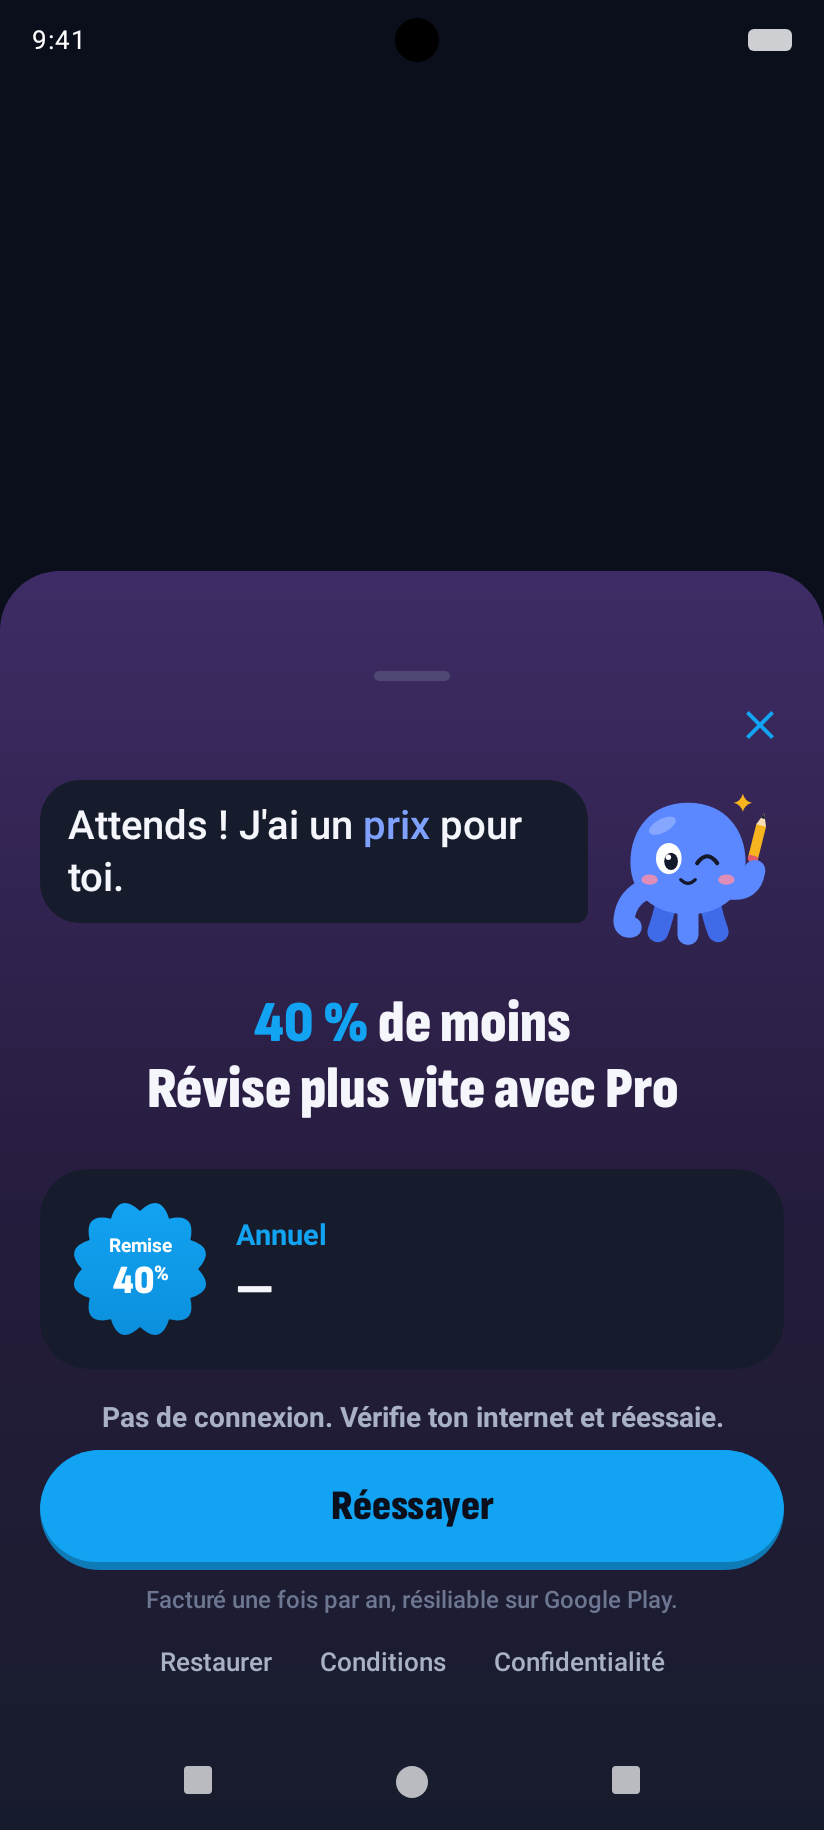 9:41
Attends ! J'ai un prix pour
toi.
40 % de moins
Révise plus vite avec Pro
Remise
40%
Annuel
—
Pas de connexion. Vérifie ton internet et réessaie.
Réessayer
Facturé une fois par an, résiliable sur Google Play.
Restaurer Conditions Confidentialité